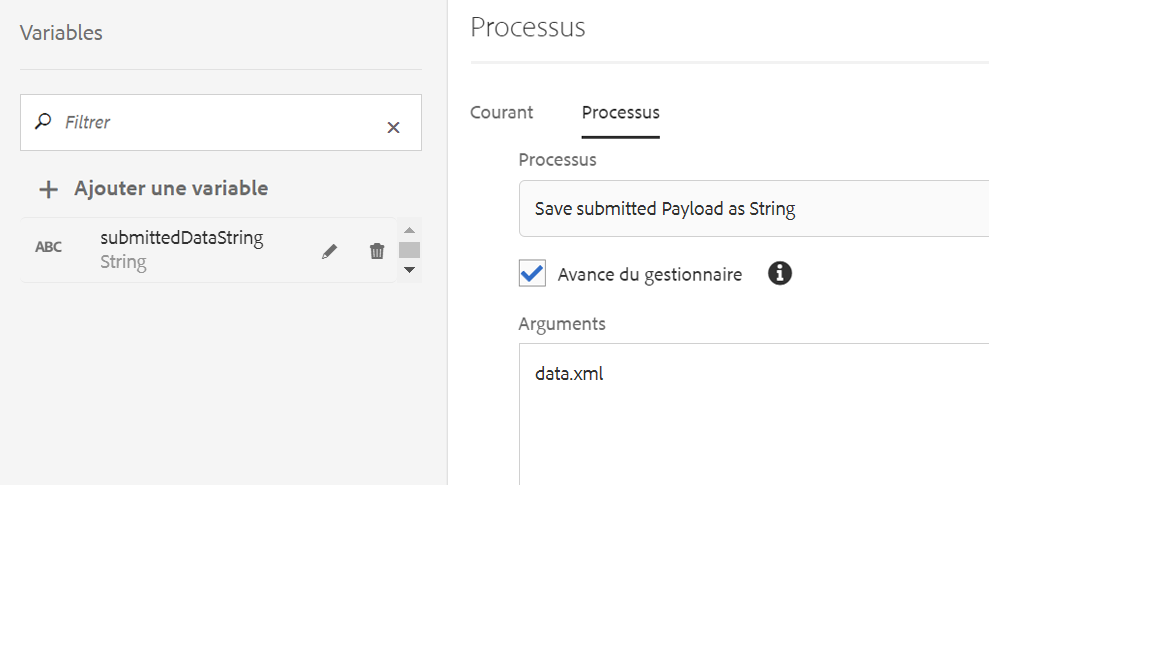 Variables
Filtrer
Ajouter une variable
ABC
submittedDataString
String
Processus
Courant
Processus
Processus
Save submitted Payload as String
Avance du gestionnaire
Arguments
data.xml